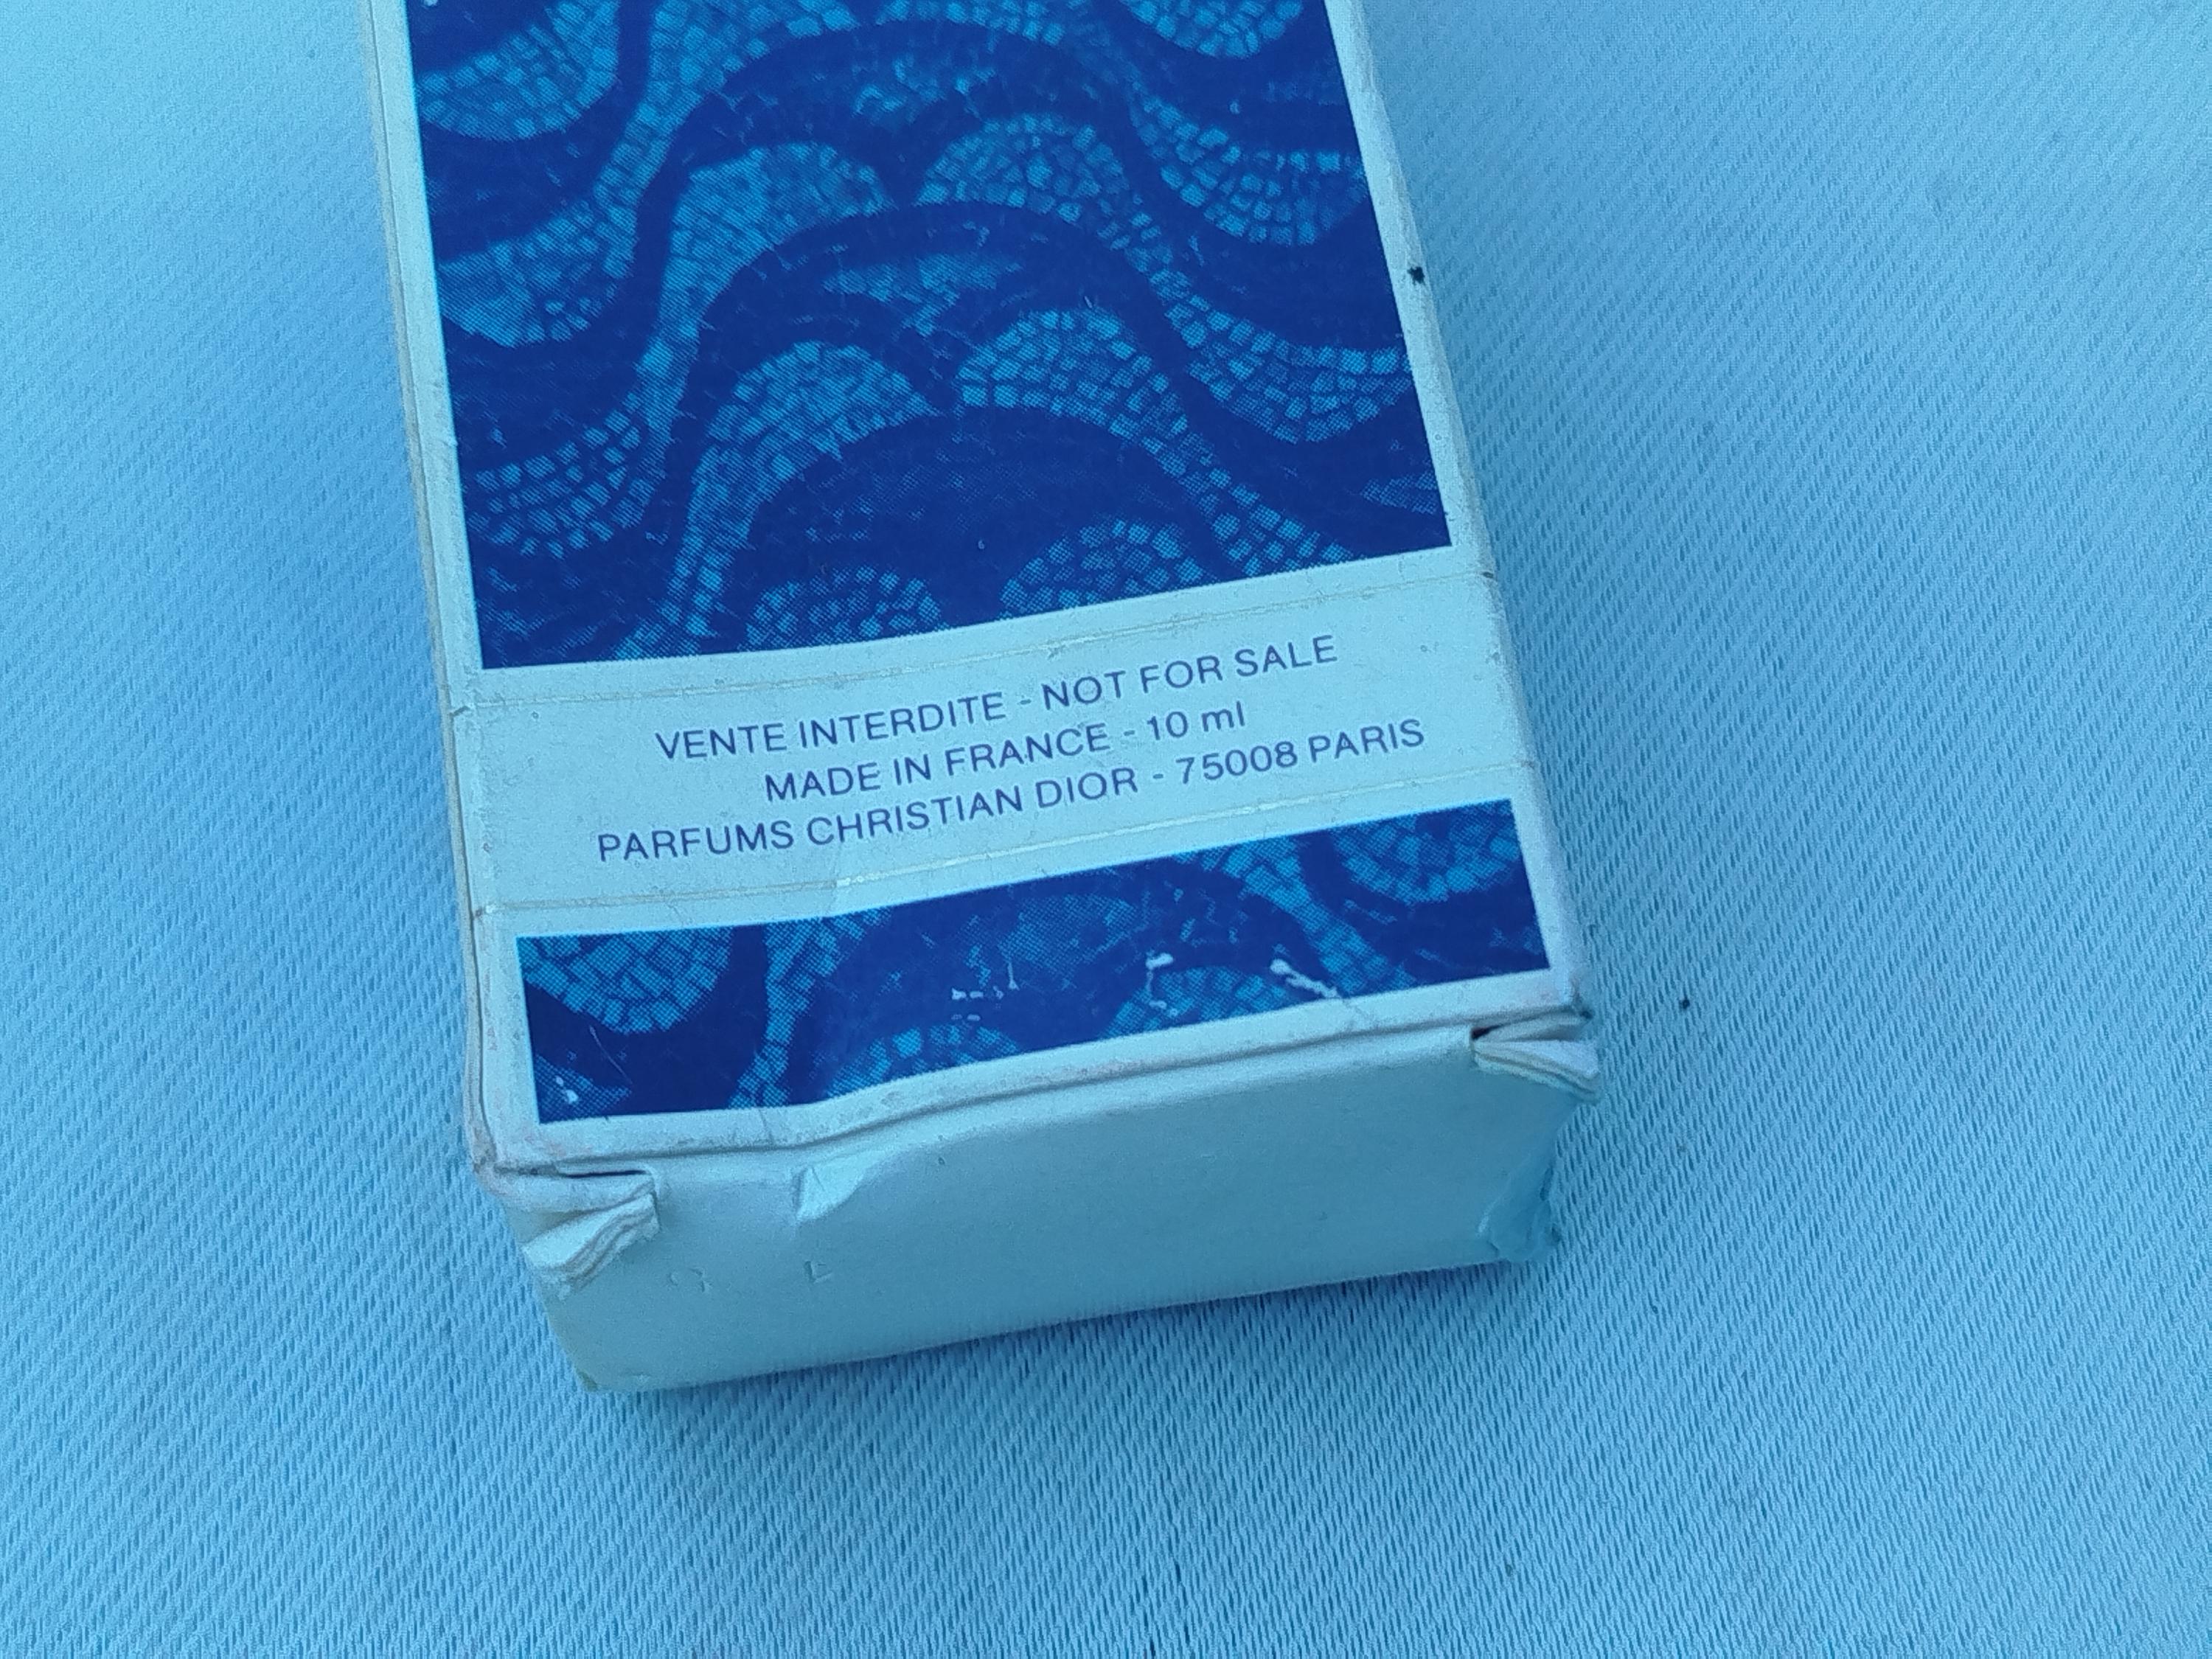 VENTE INTERDITE - NOT FOR SALE
MADE IN FRANCE - 10 ml
PARFUMS CHRISTIAN DIOR - 75008 PARIS